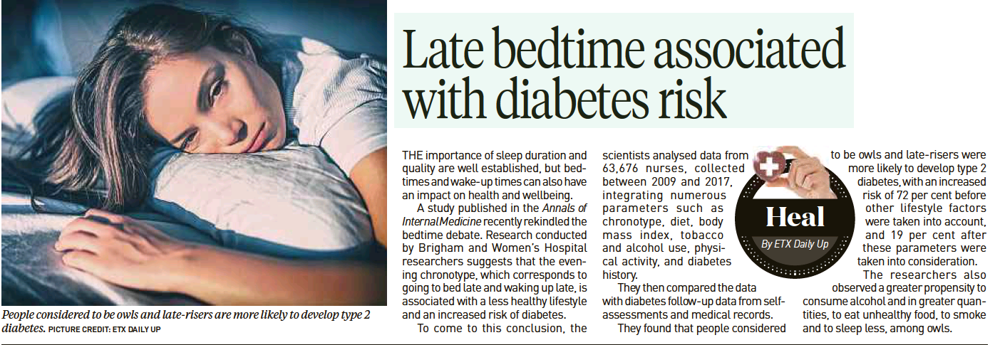 Late bedtime associated
with diabetes risk
THE importance of sleep duration and
quality are well established, but bed-
times and wake-up times can also have
an impact on health and wellbeing.
A study published in the Annals of
Internal Medicine recently rekindled the
bedtime debate. Research conducted
by Brigham and Women's Hospital
researchers suggests that the even-
ing chronotype, which corresponds to
going to bed late and waking up late, is
associated with a less healthy lifestyle
and an increased risk of diabetes.
To come to this conclusion, the
scientists analysed data from
63,676 nurses, collected
between 2009 and 2017,
integrating numerous
parameters such as
chronotype, diet, body
mass index, tobacco
and alcohol use, physi-
cal activity, and diabetes
history.
They then compared the data
with diabetes follow-up data from self-
assessments and medical records.
They found that people considered
to be owls and late-risers were
more likely to develop type 2
diabetes, with an increased
risk of 72 per cent before
other lifestyle factors
were taken into account,
and 19 per cent after
these parameters were
taken into consideration.
The researchers also
observed a greater propensity to
consume alcohol and in greater quan-
tities, to eat unhealthy food, to smoke
and to sleep less, among owls.
Heal
By ETX Daily Up
People considered to be owls and late-risers are more likely to develop type 2
diabetes. PICTURE CREDIT: ETX DAILY UP